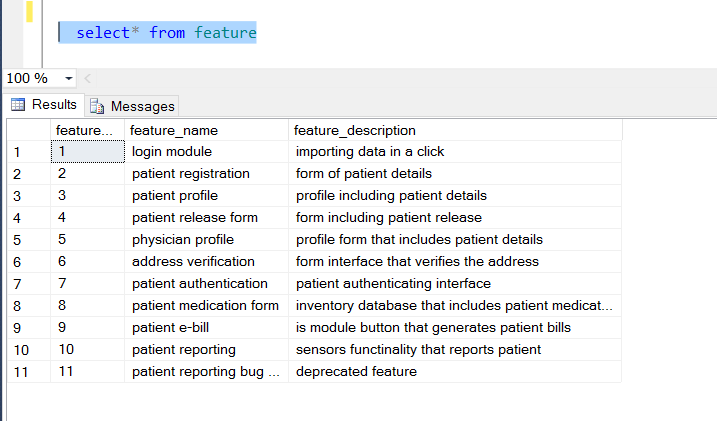 select* from feature
100 %
Results Messages
feature... feature_name feature_description
1 1 login module importing data in a click
2 2 patient registration form of patient details
3 3 patient profile profile including patient details
4 4 patient release form form including patient release
5 5 physician profile profile form that includes patient details
6 6 address verification form interface that verifies the address
7 7 patient authentication patient authenticating interface
8 8 patient medication form inventory database that includes patient medicat...
9 9 patient e-bill is module button that generates patient bills
10 10 patient reporting sensors functinality that reports patient
11 11 patient reporting bug ... deprecated feature